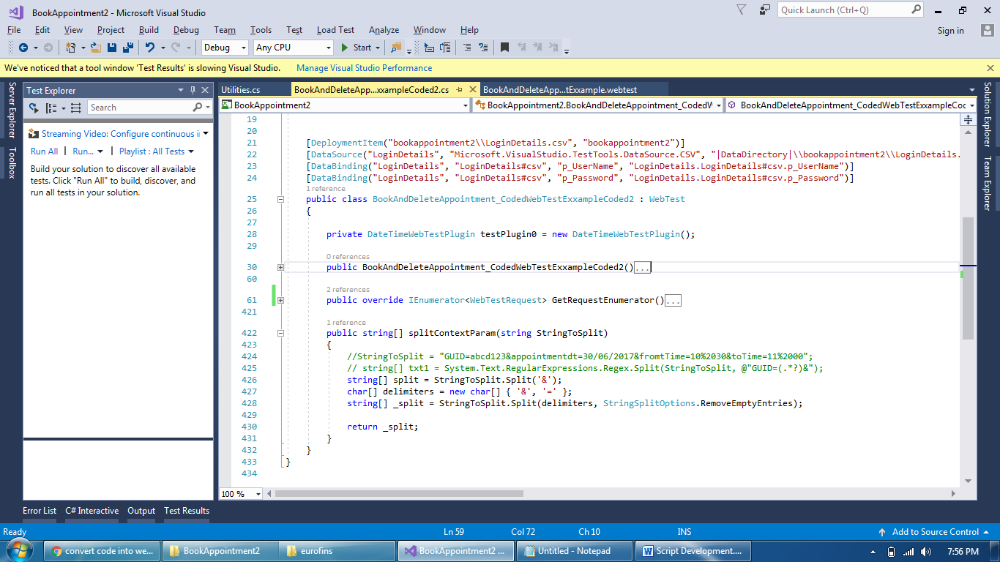 BookAppointment2 - Microsoft Visual Studio
Quick Launch (Ctrl+Q)
File Edit View Project Build Debug Team Tools Test Load Test Analyze Window Help
Sign in
Debug Any CPU Start
We've noticed that a tool window 'Test Results' is slowing Visual Studio. Manage Visual Studio Performance
Server Explorer
Toolbox
Test Explorer
Search
Streaming Video: Configure continuous i
Run All | Run... | Playlist : All Tests
Build your solution to discover all available
tests. Click "Run All" to build, discover, and
run all tests in your solution.
Utilities.cs BookAndDeleteApp...xxampleCoded2.cs BookAndDeleteApp...tExxample.webtest
BookAppointment2 BookAppointment2.BookAndDeleteAppointment_CodedW BookAndDeleteAppointment_CodedWebTestExxampleCoc
19
20
21 [DeploymentItem("bookappointment2\\LoginDetails.csv", "bookappointment2")]
22 [DataSource("LoginDetails", "Microsoft.VisualStudio.TestTools.DataSource.CSV", "|DataDirectory|\\bookappointment2\\LoginDetails.
23 [DataBinding("LoginDetails", "LoginDetails#csv", "p_UserName", "LoginDetails.LoginDetails#csv.p_UserName")]
24 [DataBinding("LoginDetails", "LoginDetails#csv", "p_Password", "LoginDetails.LoginDetails#csv.p_Password")]
1 reference
25 public class BookAndDeleteAppointment_CodedWebTestExxampleCoded2 : WebTest
26 {
27
28 private DateTimeWebTestPlugin testPlugin0 = new DateTimeWebTestPlugin();
29
0 references
30 public BookAndDeleteAppointment_CodedWebTestExxampleCoded2()...
60
2 references
61 public override IEnumerator<WebTestRequest> GetRequestEnumerator()...
421
1 reference
422 public string[] splitContextParam(string StringToSplit)
423 {
424 //StringToSplit = "GUID=abcd123&appointmentdt=30/06/2017&fromtTime=10%2030&toTime=11%2000";
425 // string[] txt1 = System.Text.RegularExpressions.Regex.Split(StringToSplit, @"GUID=(.*?)&");
426 string[] split = StringToSplit.Split('&');
427 char[] delimiters = new char[] { '&', '=' };
428 string[] _split = StringToSplit.Split(delimiters, StringSplitOptions.RemoveEmptyEntries);
429
430 return _split;
431 }
432 }
433 }
434
100 %
Solution Explorer
Team Explorer
Error List C# Interactive Output Test Results
Ready Ln 59 Col 72 Ch 10 INS Add to Source Control
convert code into we... BookAppointment2 eurofins BookAppointment2 ... Untitled - Notepad Script Development.... 7:56 PM